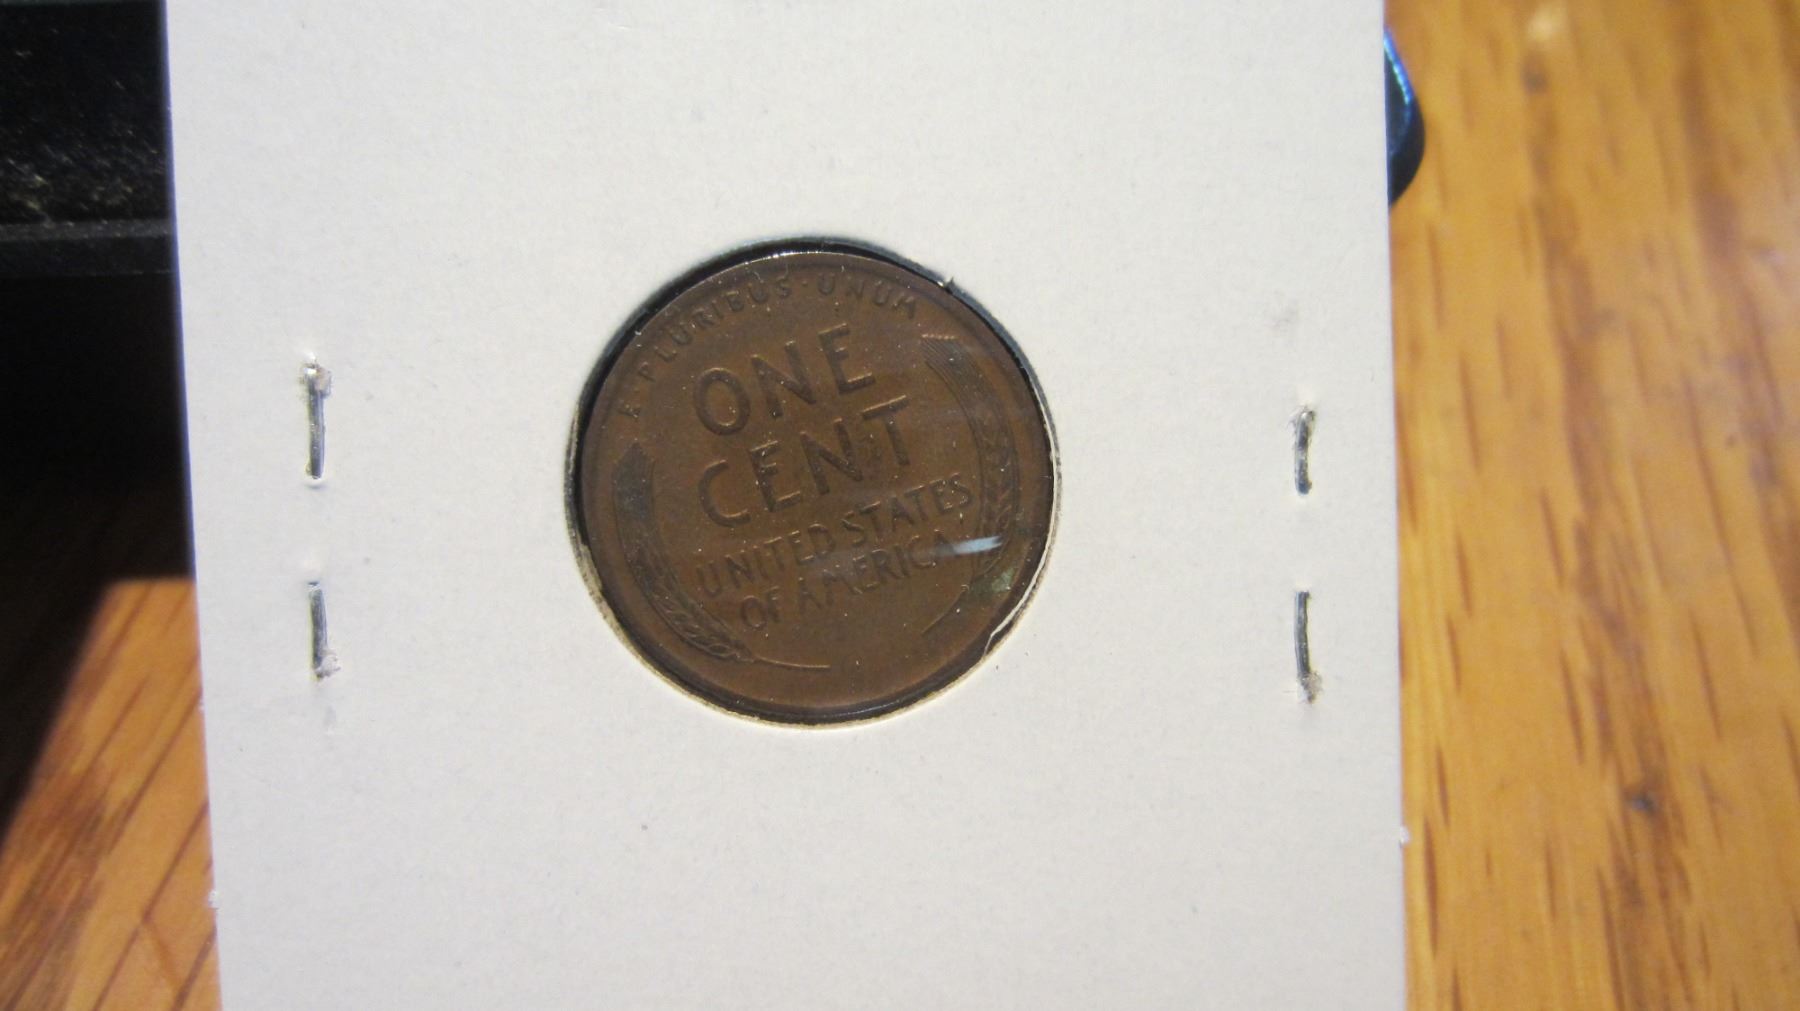 E·PLURIBUS·UNUM
ONE
CENT
UNITED STATES
OF AMERICA